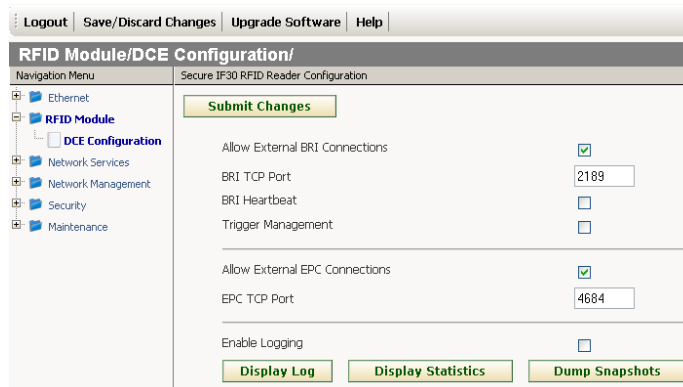 Logout Save/Discard Changes Upgrade Software Help
RFID Module/DCE Configuration/
Navigation Menu
Secure IF30 RFID Reader Configuration
Ethernet
RFID Module
DCE Configuration
Network Services
Network Management
Security
Maintenance
Submit Changes
Allow External BRI Connections
BRI TCP Port 2189
BRI Heartbeat
Trigger Management
Allow External EPC Connections
EPC TCP Port 4684
Enable Logging
Display Log Display Statistics Dump Snapshots